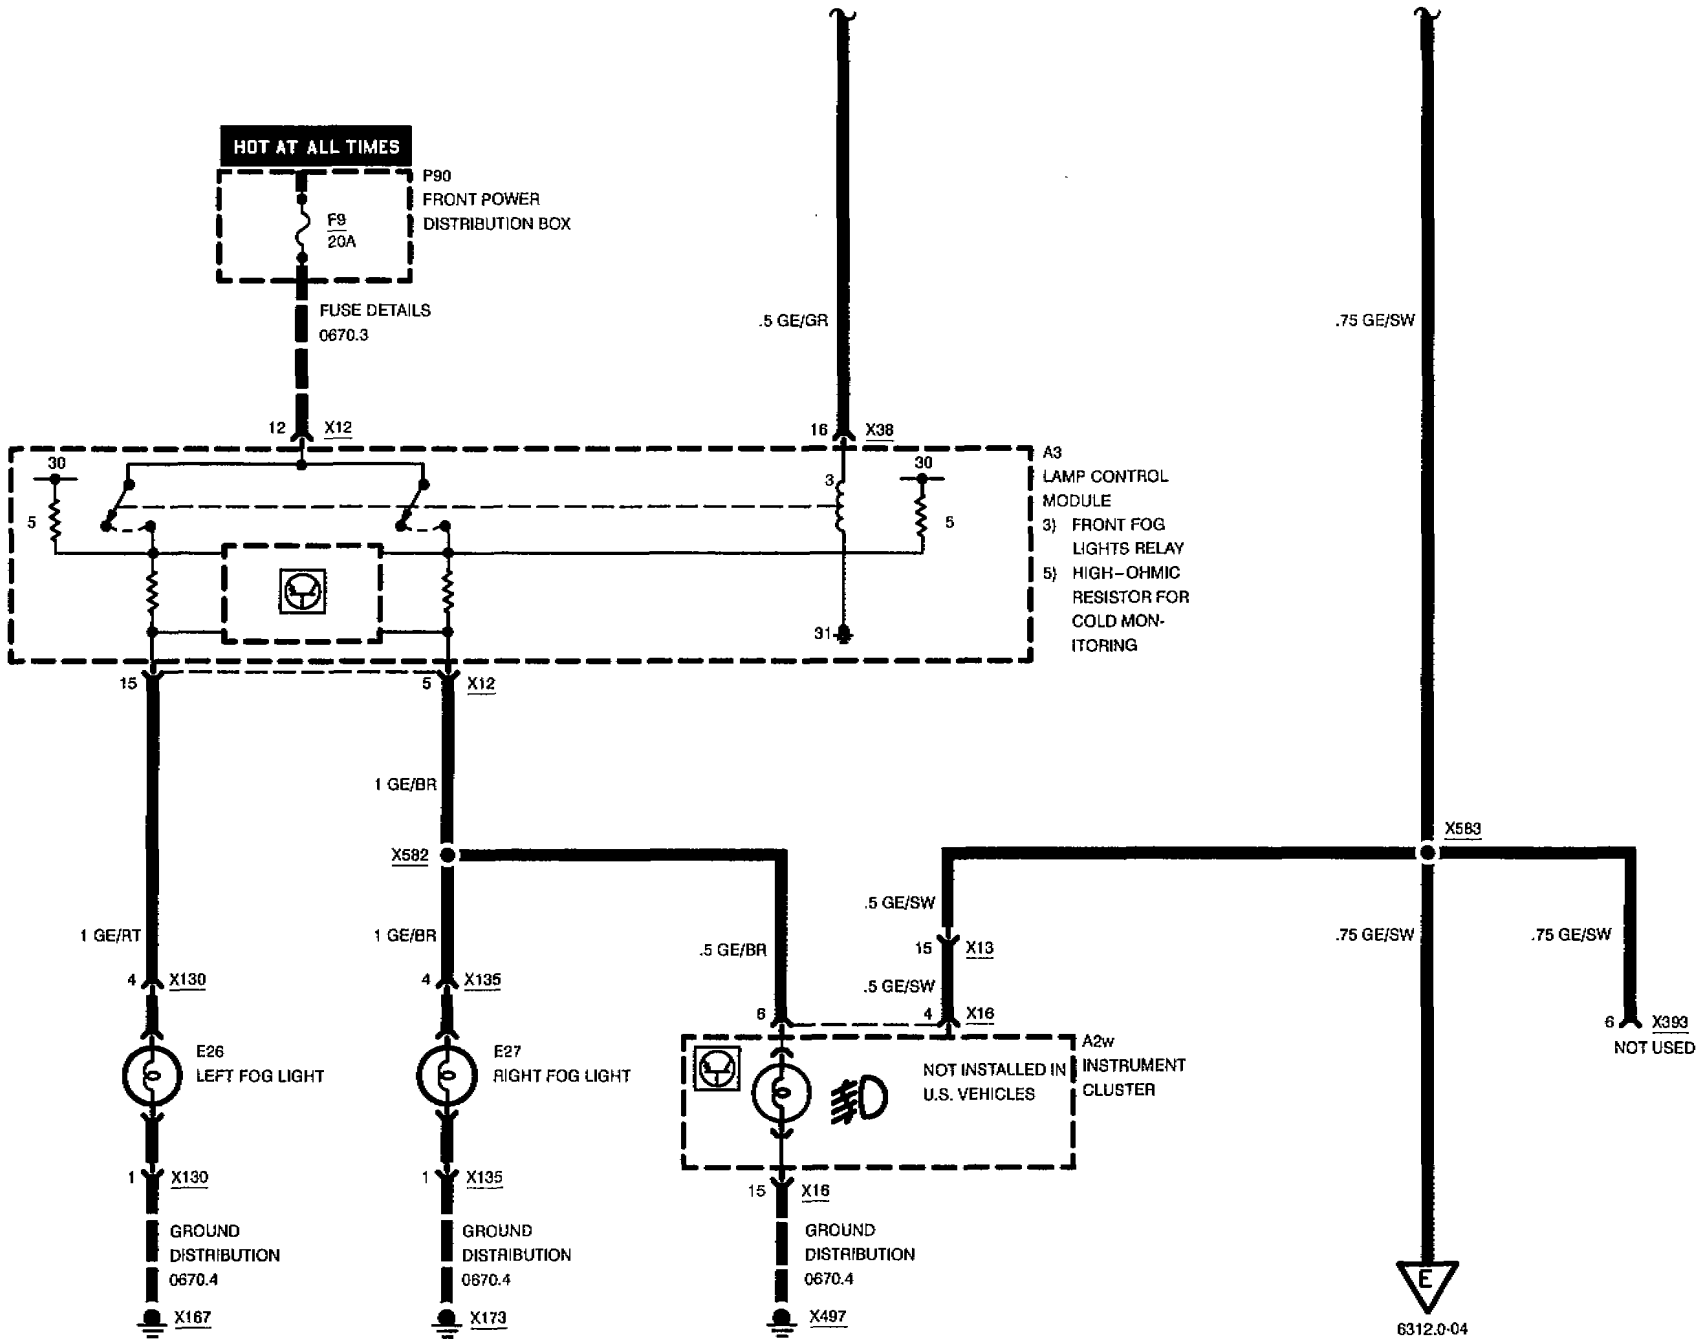 HOT AT ALL TIMES
P90
FRONT POWER
DISTRIBUTION BOX
F9
20A
FUSE DETAILS
0670.3
.5 GE/GR
.75 GE/SW
12 X12
16 X38
A3
LAMP CONTROL
MODULE
3) FRONT FOG
LIGHTS RELAY
5) HIGH-OHMIC
RESISTOR FOR
COLD MON-
ITORING
30
30
3
5
5
31
15
5 X12
1 GE/BR
X582
X583
1 GE/RT
1 GE/BR
.5 GE/BR
.5 GE/SW
15 X13
.5 GE/SW
.75 GE/SW
.75 GE/SW
4 X130
4 X135
6
4 X16
6 X393
NOT USED
E26
LEFT FOG LIGHT
E27
RIGHT FOG LIGHT
NOT INSTALLED IN
U.S. VEHICLES
A2w
INSTRUMENT
CLUSTER
1 X130
1 X135
15 X16
GROUND
DISTRIBUTION
0670.4
GROUND
DISTRIBUTION
0670.4
GROUND
DISTRIBUTION
0670.4
X167
X173
X497
E
6312.0-04